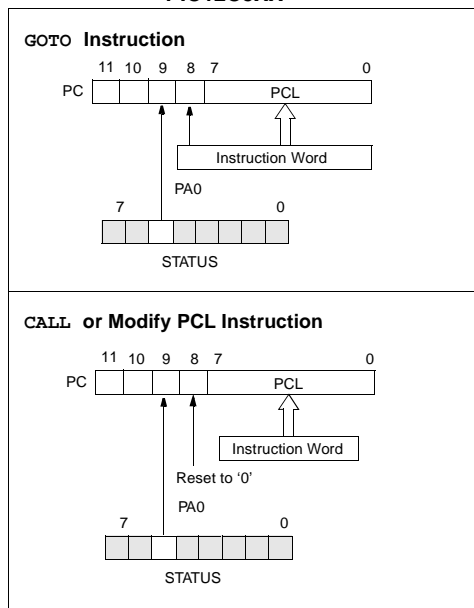 GOTO Instruction
11 10 9 8 7 0
PC PCL
Instruction Word
PA0
7 0
STATUS
CALL or Modify PCL Instruction
11 10 9 8 7 0
PC PCL
Instruction Word
Reset to ‘0’
PA0
7 0
STATUS